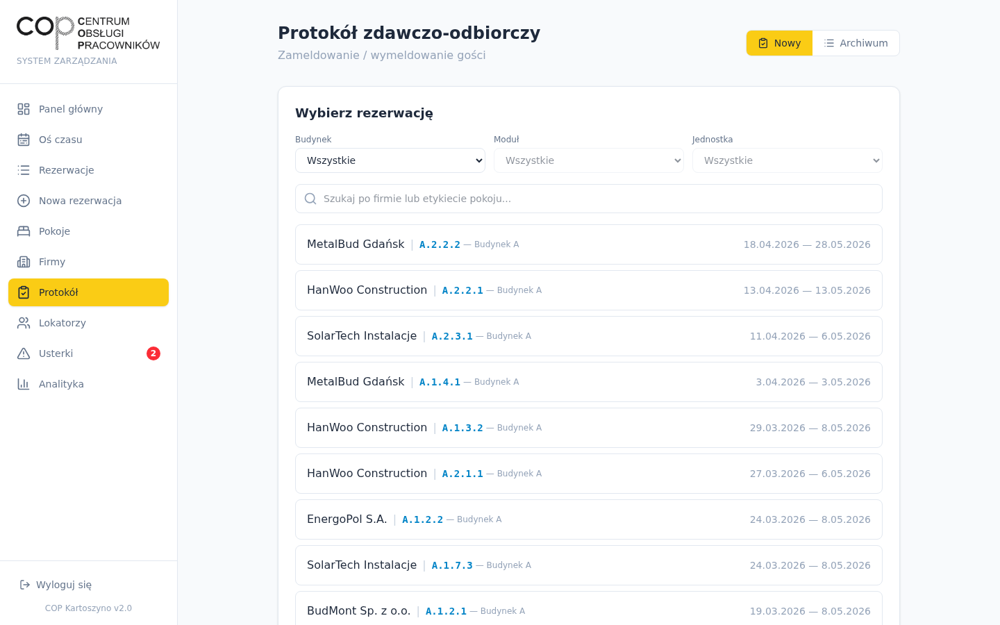 COP CENTRUM
OBSŁUGI
PRACOWNIKÓW
SYSTEM ZARZĄDZANIA
Panel główny
Oś czasu
Rezerwacje
Nowa rezerwacja
Pokoje
Firmy
Protokół
Lokatorzy
Usterki 2
Analityka
Wyloguj się
COP Kartoszyno v2.0
Protokół zdawczo-odbiorczy
Zameldowanie / wymeldowanie gości
Nowy Archiwum
Wybierz rezerwację
Budynek Moduł Jednostka
Wszystkie Wszystkie Wszystkie
Szukaj po firmie lub etykiecie pokoju...
MetalBud Gdańsk | A.2.2.2 — Budynek A 18.04.2026 — 28.05.2026
HanWoo Construction | A.2.2.1 — Budynek A 13.04.2026 — 13.05.2026
SolarTech Instalacje | A.2.3.1 — Budynek A 11.04.2026 — 6.05.2026
MetalBud Gdańsk | A.1.4.1 — Budynek A 3.04.2026 — 3.05.2026
HanWoo Construction | A.1.3.2 — Budynek A 29.03.2026 — 8.05.2026
HanWoo Construction | A.2.1.1 — Budynek A 27.03.2026 — 6.05.2026
EnergoPol S.A. | A.1.2.2 — Budynek A 24.03.2026 — 8.05.2026
SolarTech Instalacje | A.1.7.3 — Budynek A 24.03.2026 — 8.05.2026
BudMont Sp. z o.o. | A.1.2.1 — Budynek A 19.03.2026 — 8.05.2026